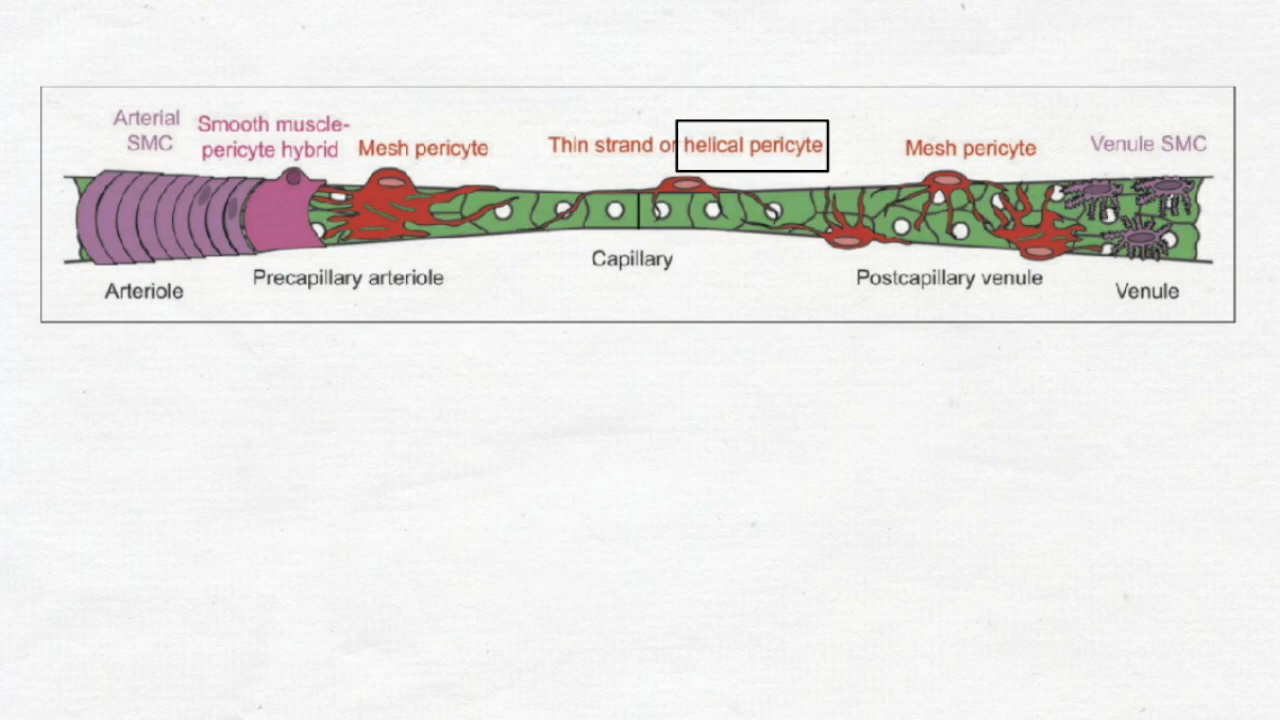 Arterial
SMC
Smooth muscle-
pericyte hybrid
Mesh pericyte
Thin strand or helical pericyte
Mesh pericyte
Venule SMC
Arteriole
Precapillary arteriole
Capillary
Postcapillary venule
Venule